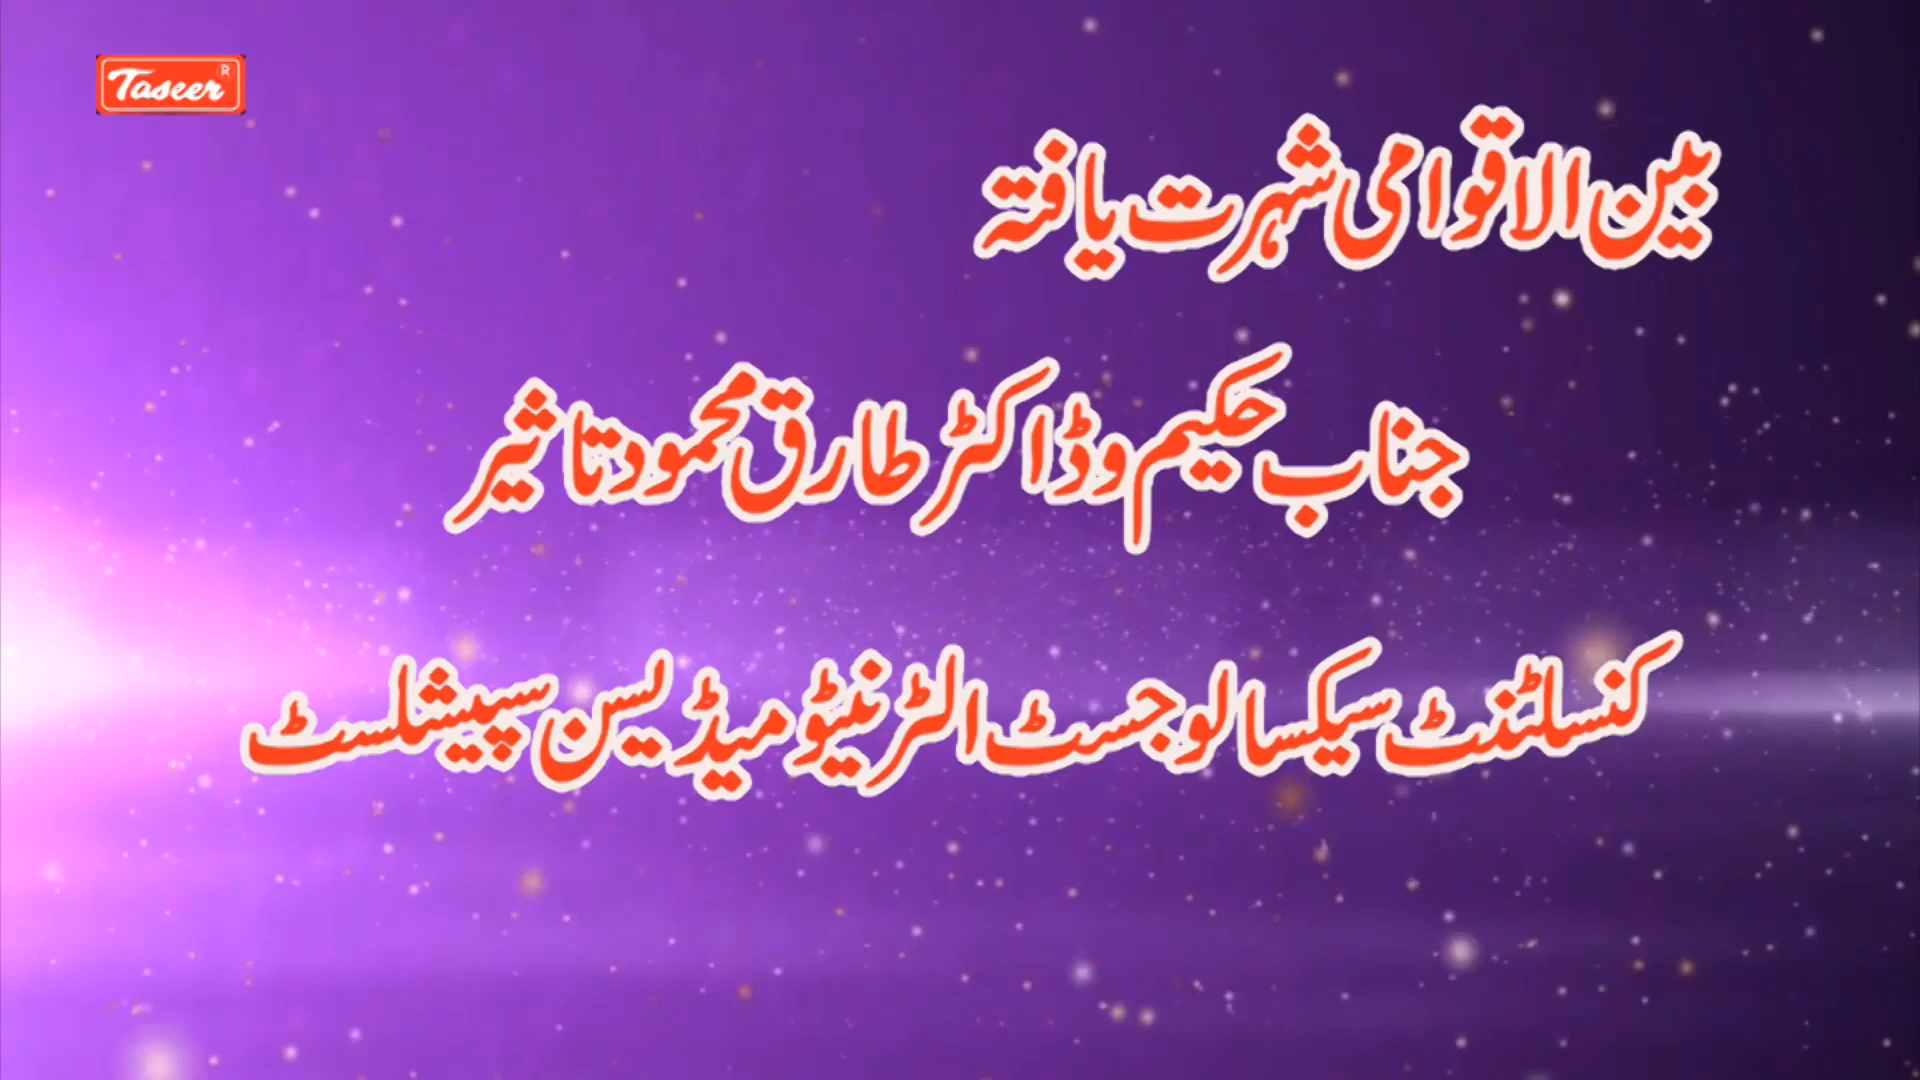 Taseer ®
بین الاقوامی شہرت یافتہ
جناب حکیم و ڈاکٹر طارق محمود تاثیر
کنسلٹنٹ سیکسالوجسٹ الٹرنیٹو میڈیسن سپیشلسٹ